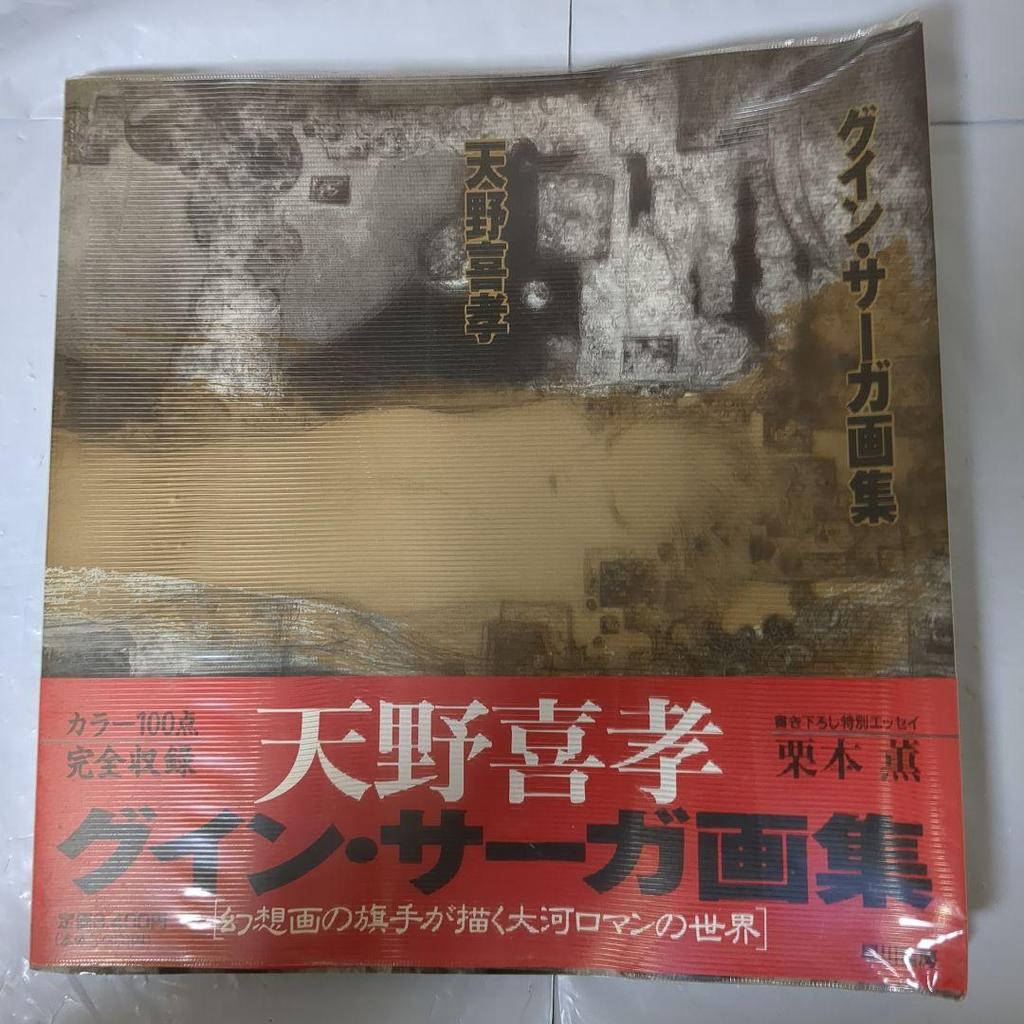 グイン・サーガ画集
天野喜孝
カラー100点
完全収録
天野喜孝
書き下ろし特別エッセイ
栗本 薫
グイン・サーガ画集
[幻想画の旗手が描く大河ロマンの世界]